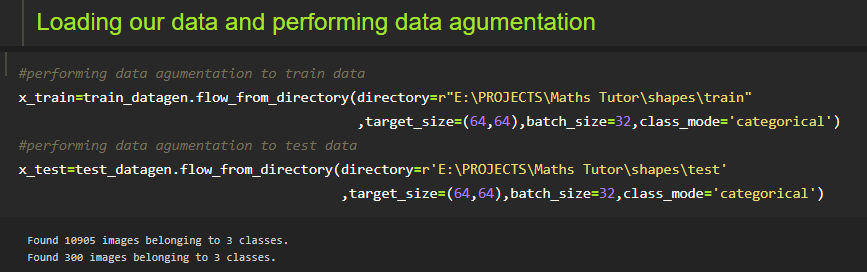 Loading our data and performing data agumentation
#performing data agumentation to train data
x_train=train_datagen.flow_from_directory(directory=r"E:\PROJECTS\Maths Tutor\shapes\train"
,target_size=(64,64),batch_size=32,class_mode='categorical')
#performing data agumentation to test data
x_test=test_datagen.flow_from_directory(directory=r'E:\PROJECTS\Maths Tutor\shapes\test'
,target_size=(64,64),batch_size=32,class_mode='categorical')
Found 10905 images belonging to 3 classes.
Found 300 images belonging to 3 classes.